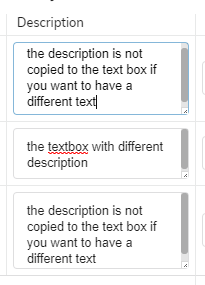 Description
the description is not
copied to the text box if
you want to have a
different text
the textbox with different
description
the description is not
copied to the text box if
you want to have a
different text